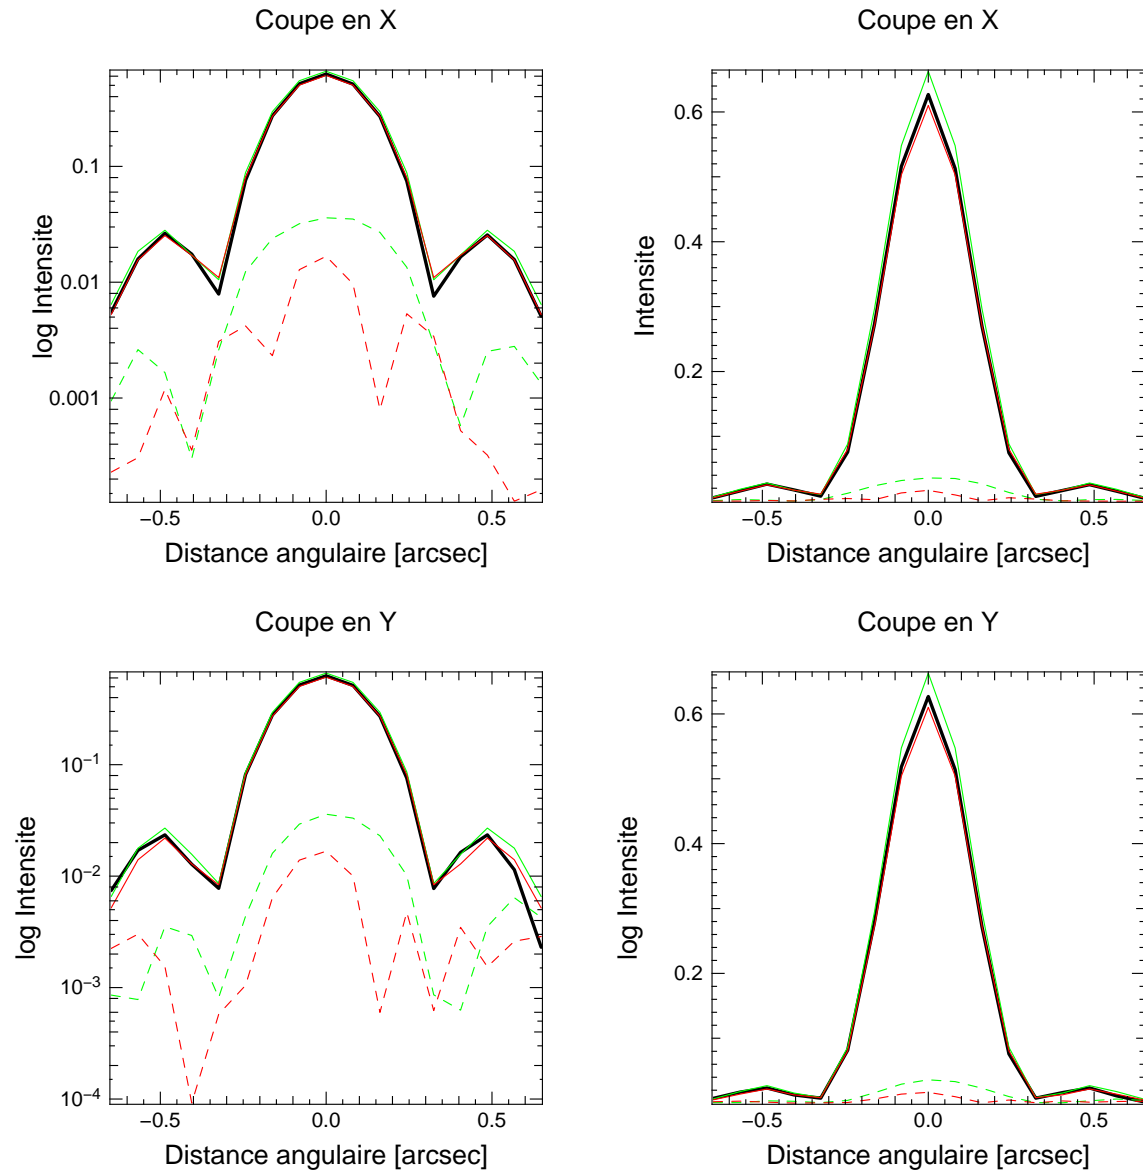 Coupe en X
log Intensite
0.1
0.01
0.001
−0.5 0.0 0.5
Distance angulaire [arcsec]
Coupe en X
Intensite
0.6
0.4
0.2
−0.5 0.0 0.5
Distance angulaire [arcsec]
Coupe en Y
log Intensite
10⁻¹
10⁻²
10⁻³
10⁻⁴
−0.5 0.0 0.5
Distance angulaire [arcsec]
Coupe en Y
log Intensite
0.6
0.4
0.2
−0.5 0.0 0.5
Distance angulaire [arcsec]